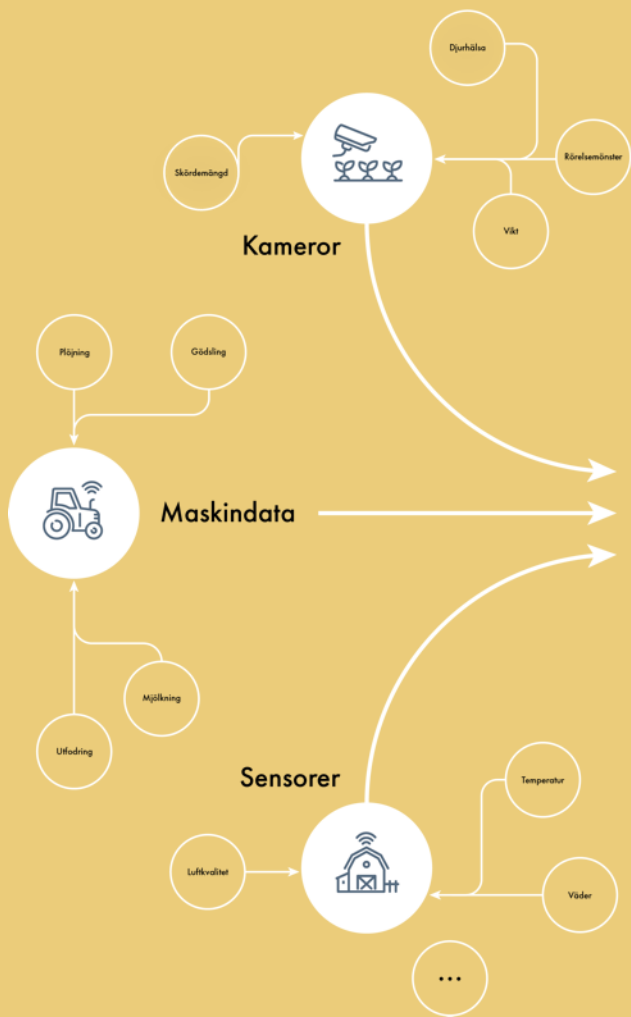 Djurhälsa
Skördemängd
Rörelsemönster
Vikt
Kameror
Plöjning
Gödsling
Maskindata
Mjölkning
Utfodring
Sensorer
Temperatur
Luftkvalitet
Väder
...